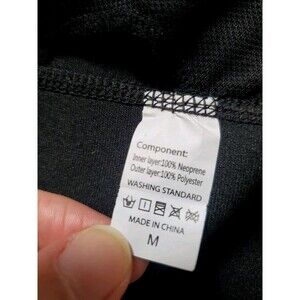 Component:
Inner layer:100% Neoprene
Outer layer:100% Polyester
WASHING STANDARD
MADE IN CHINA
M